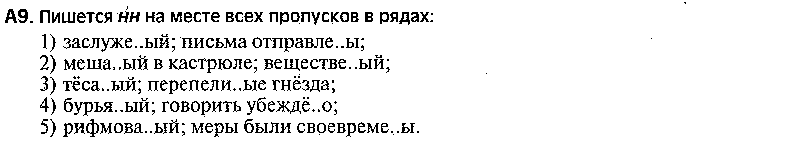 А9. Пишется нн на месте всех пропусков в рядах:
1) заслуже..ый; письма отправле..ы;
2) меша..ый в кастрюле; веществе..ый;
3) тёса..ый; перепели..ые гнёзда;
4) бурья..ый; говорить убеждё..о;
5) рифмова..ый; меры были своевреме..ы.